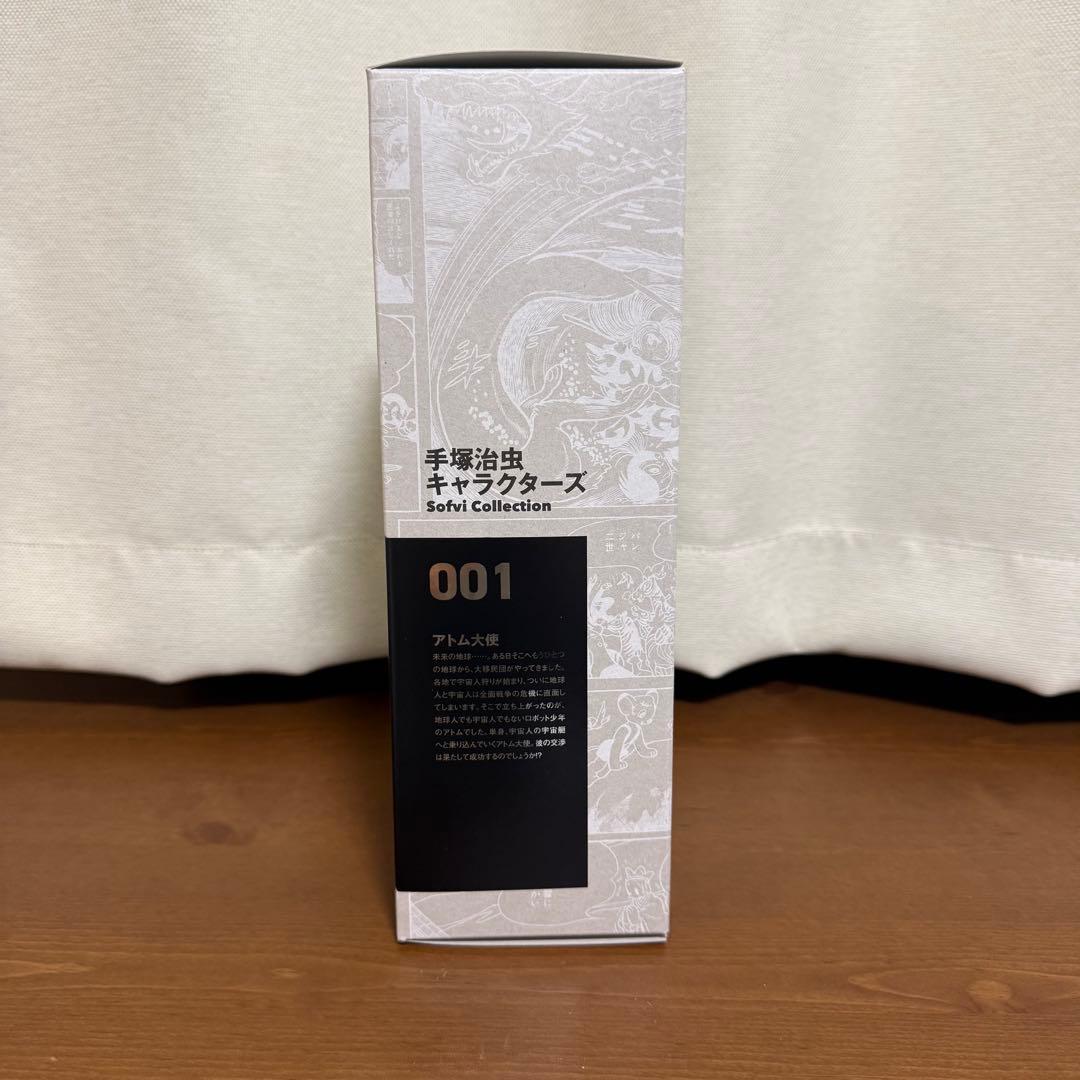 手塚治虫
キャラクターズ
Sofvi Collection
001
アトム大使
未来の地球……。ある日そこへもうひとつ
の地球から、大移民団がやってきました。
各地で宇宙人狩りが始まり、ついに地球
人と宇宙人は全面戦争の危機に直面し
てしまいます。そこで立ち上がったのが、
地球人でも宇宙人でもないロボット少年
のアトムでした。単身、宇宙人の宇宙艇
へと乗り込んでいくアトム大使。彼の交渉
は果たして成功するのでしょうか!?
パンジャ
二世